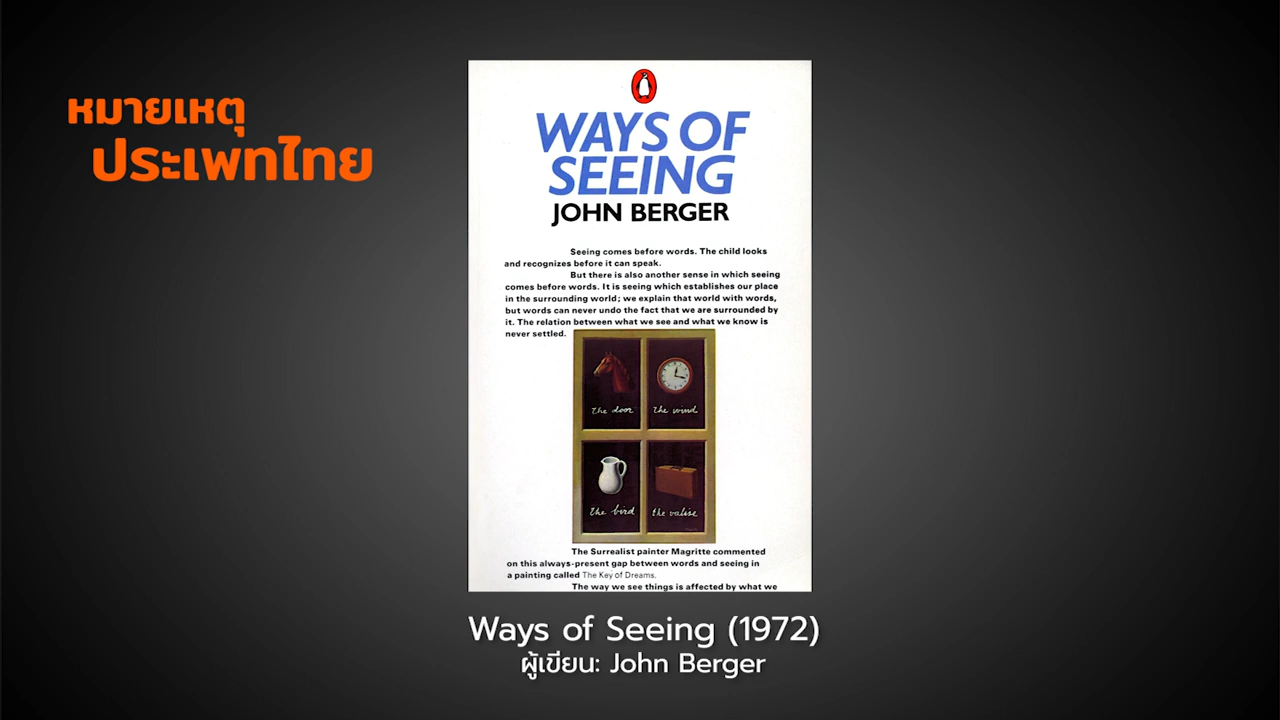 หมายเหตุ
ประเพทไทย
WAYS OF
SEEING
JOHN BERGER
Seeing comes before words. The child looks
and recognizes before it can speak.
But there is also another sense in which seeing
comes before words. It is seeing which establishes our place
in the surrounding world; we explain that world with words,
but words can never undo the fact that we are surrounded by
it. The relation between what we see and what we know is
never settled.
the door
the wind
the bird
the valise
The Surrealist painter Magritte commented
on this always-present gap between words and seeing in
a painting called The Key of Dreams.
The way we see things is affected by what we
Ways of Seeing (1972)
ผู้เขียน: John Berger